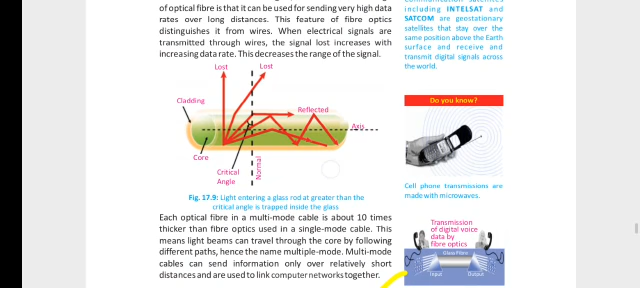 of optical fibre is that it can be used for sending very high data
rates over long distances. This feature of fibre optics
distinguishes it from wires. When electrical signals are
transmitted through wires, the signal lost increases with
increasing data rate. This decreases the range of the signal.
Lost
Lost
Cladding
Reflected
Axis
Core
Critical
Angle
Normal
Fig. 17.9: Light entering a glass rod at greater than the
critical angle is trapped inside the glass
Each optical fibre in a multi-mode cable is about 10 times
thicker than fibre optics used in a single-mode cable. This
means light beams can travel through the core by following
different paths, hence the name multiple-mode. Multi-mode
cables can send information only over relatively short
distances and are used to link computer networks together.
including INTELSAT and
SATCOM are geostationary
satellites that stay over the
same position above the Earth
surface and receive and
transmit digital signals across
the world.
Do you know?
Cell phone transmissions are
made with microwaves.
Transmission
of digital voice
data by
fibre optics
Glass Fibre
Input
Output